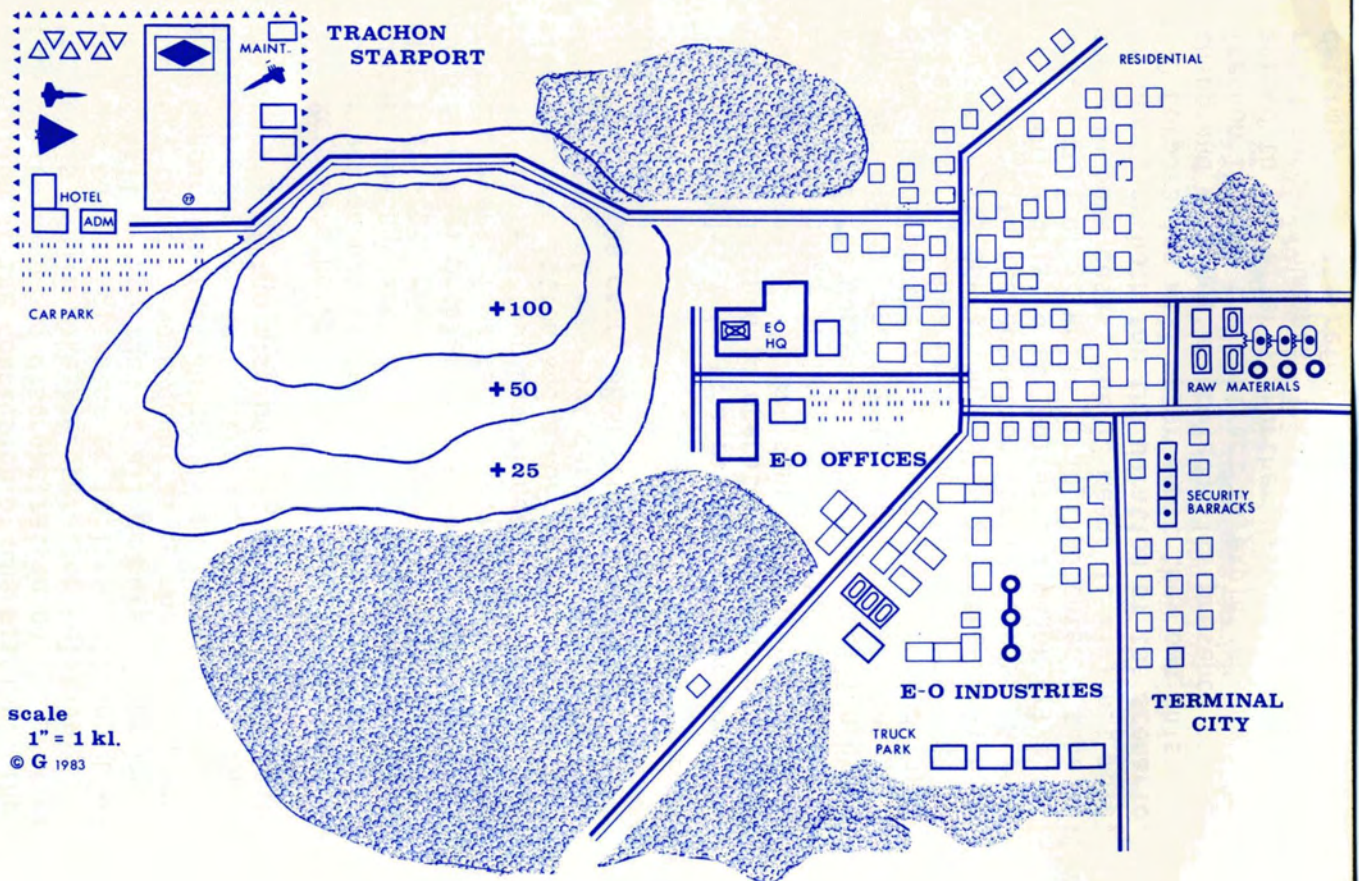 TRACHON
STARPORT
MAINT.
HOTEL
ADM
CAR PARK
RESIDENTIAL
+100
+50
+25
EO
HQ
RAW MATERIALS
E-O OFFICES
SECURITY
BARRACKS
E-O INDUSTRIES
TERMINAL
CITY
TRUCK
PARK
scale
1" = 1 kl.
© G 1983